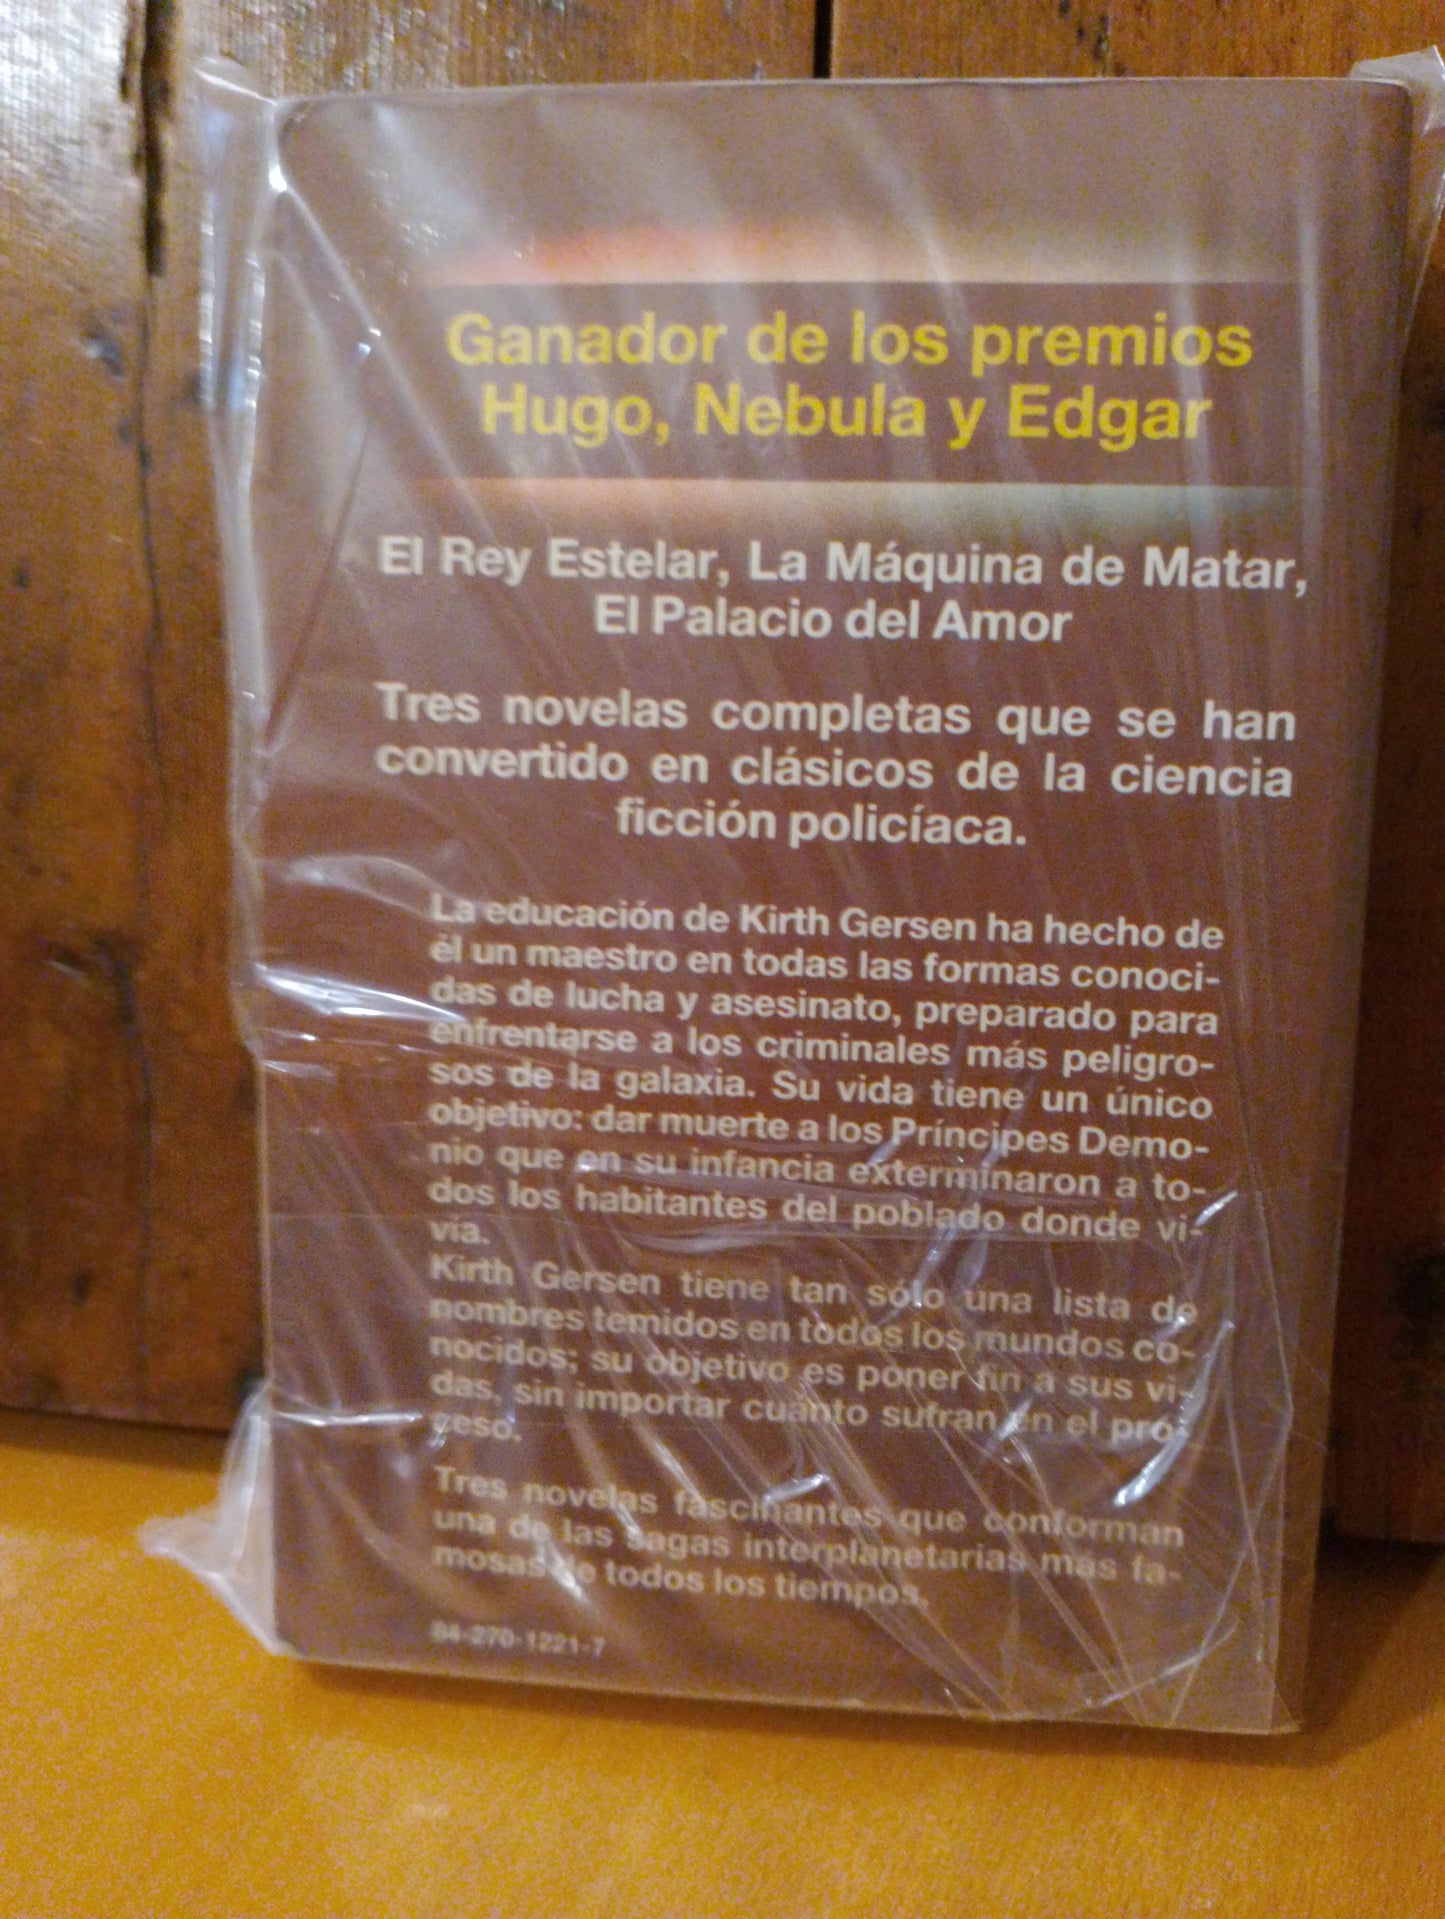 Ganador de los premios
Hugo, Nebula y Edgar
El Rey Estelar, La Máquina de Matar,
El Palacio del Amor
Tres novelas completas que se han
convertido en clásicos de la ciencia
ficción policíaca.
La educación de Kirth Gersen ha hecho de
él un maestro en todas las formas conoci-
das de lucha y asesinato, preparado para
enfrentarse a los criminales más peligro-
sos de la galaxia. Su vida tiene un único
objetivo: dar muerte a los Príncipes Demo-
nio que en su infancia exterminaron a to-
dos los habitantes del poblado donde vi-
vía.
Kirth Gersen tiene tan sólo una lista de
nombres temidos en todos los mundos co-
nocidos; su objetivo es poner fin a sus vi-
das, sin importar cuánto sufran en el pro-
ceso.
Tres novelas fascinantes que conforman
una de las sagas interplanetarias más fa-
mosas de todos los tiempos.
84-270-1221-7